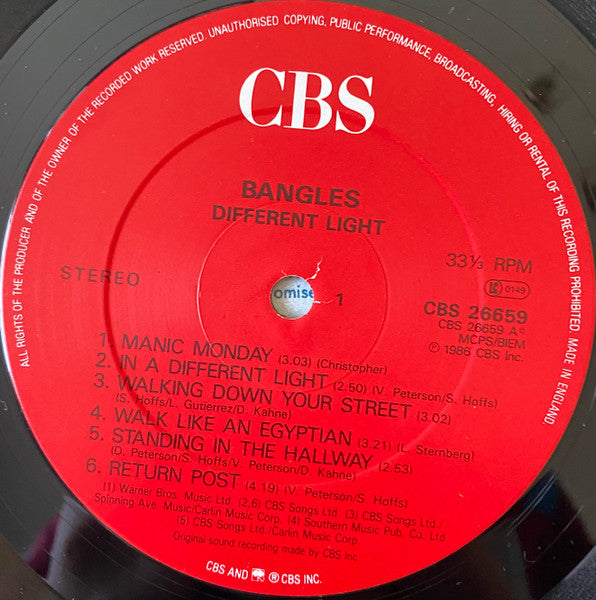 ALL RIGHTS OF THE PRODUCER AND OF THE OWNER OF THE RECORDED WORK RESERVED. UNAUTHORISED COPYING, PUBLIC PERFORMANCE, BROADCASTING, HIRING OR RENTAL OF THIS RECORDING PROHIBITED. MADE IN ENGLAND.
CBS
BANGLES
DIFFERENT LIGHT
STEREO
33⅓ RPM
LC 0149
omise
1
CBS 26659
CBS 26659 A*
MCPS/BIEM
℗ 1986 CBS Inc.
1. MANIC MONDAY (3.03) (Christopher)
2. IN A DIFFERENT LIGHT (2.50) (V. Peterson/S. Hoffs)
3. WALKING DOWN YOUR STREET (3.02)
(S. Hoffs/L. Gutierrez/D. Kahne)
4. WALK LIKE AN EGYPTIAN (3.21) (L. Sternberg)
5. STANDING IN THE HALLWAY (2.53)
(D. Peterson/S. Hoffs/V. Peterson/D. Kahne)
6. RETURN POST (4.19) (V. Peterson/S. Hoffs)
(1) Warner Bros. Music Ltd. (2,6) CBS Songs Ltd. (3) CBS Songs Ltd./
Spinning Ave. Music/Carlin Music Corp. (4) Southern Music Pub. Co. Ltd.
(5) CBS Songs Ltd./Carlin Music Corp.
Original sound recording made by CBS Inc.
CBS AND ® CBS INC.